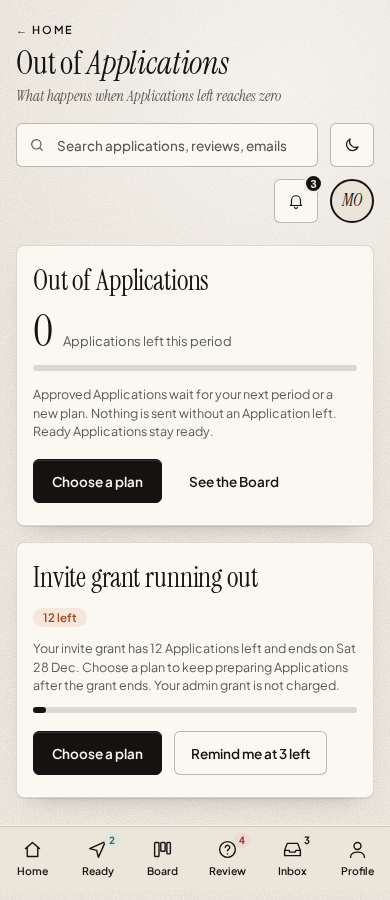 ← HOME
Out of Applications
What happens when Applications left reaches zero
Search applications, reviews, emails
3
MO
Out of Applications
0 Applications left this period
Approved Applications wait for your next period or a
new plan. Nothing is sent without an Application left.
Ready Applications stay ready.
Choose a plan See the Board
Invite grant running out
12 left
Your invite grant has 12 Applications left and ends on Sat
28 Dec. Choose a plan to keep preparing Applications
after the grant ends. Your admin grant is not charged.
Choose a plan Remind me at 3 left
2 4 3
Home Ready Board Review Inbox Profile